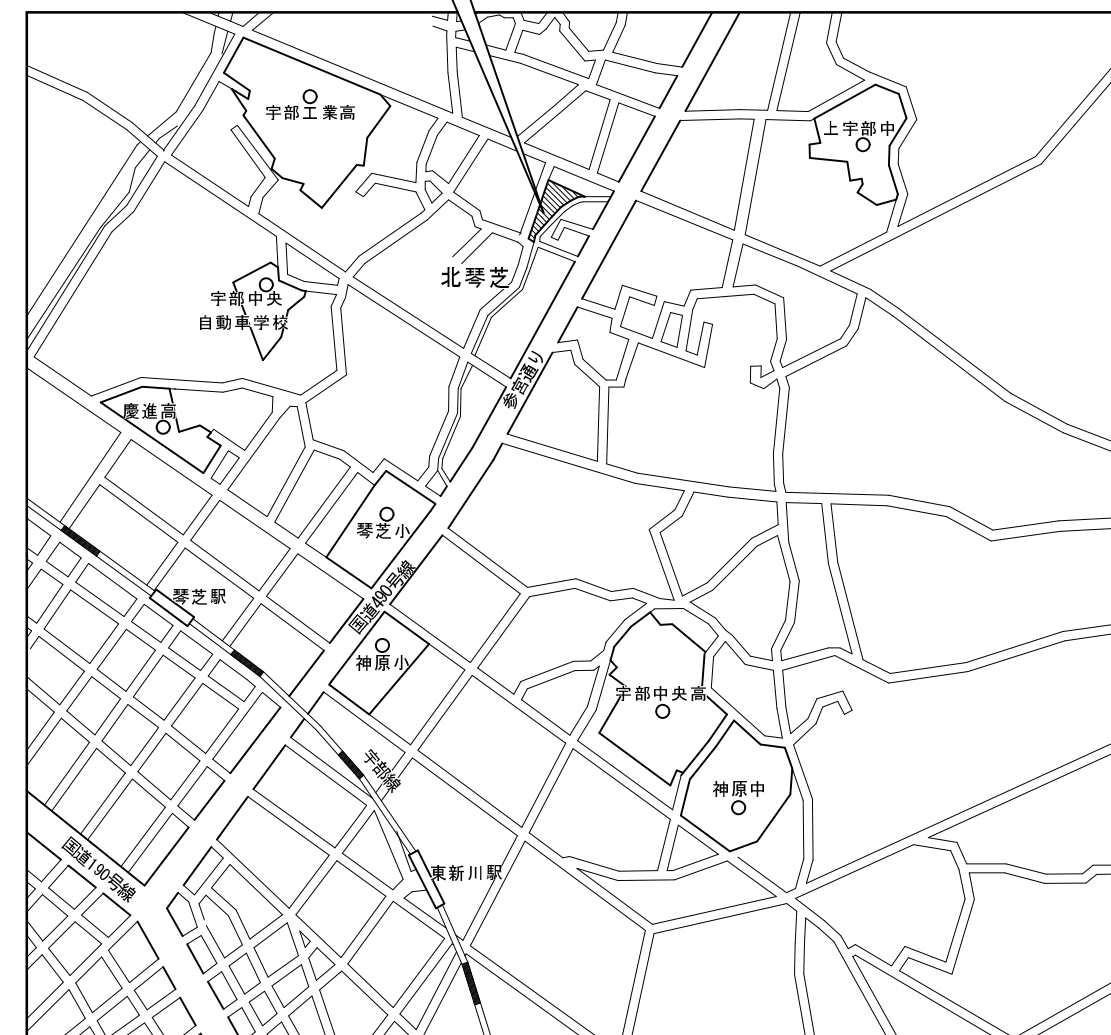 宇部工業高
上宇部中
北琴芝
宇部中央
自動車学校
参宮通り
慶進高
琴芝小
国道490号線
琴芝駅
神原小
宇部中央高
宇部線
神原中
国道190号線
東新川駅